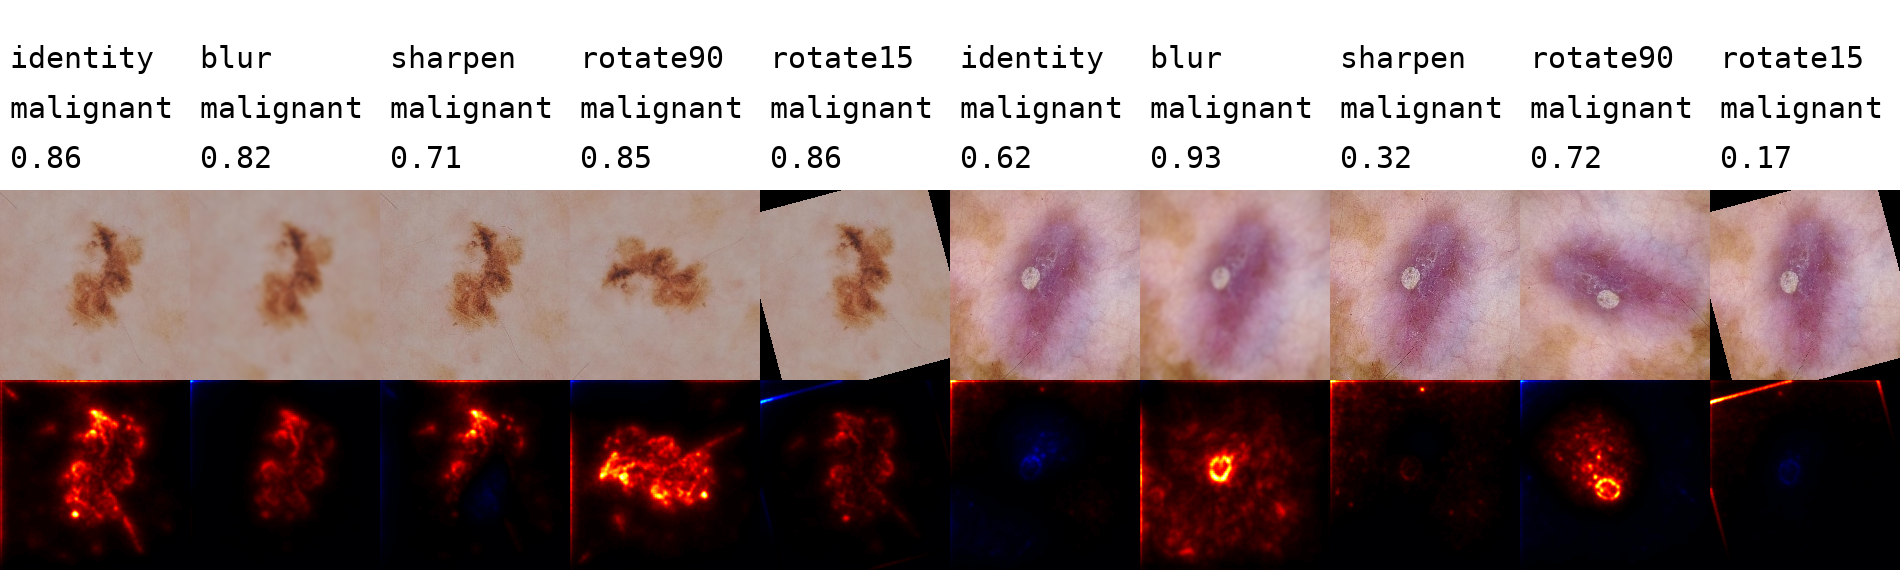 identity blur sharpen rotate90 rotate15 identity blur sharpen rotate90 rotate15
malignant malignant malignant malignant malignant malignant malignant malignant malignant malignant
0.86 0.82 0.71 0.85 0.86 0.62 0.93 0.32 0.72 0.17